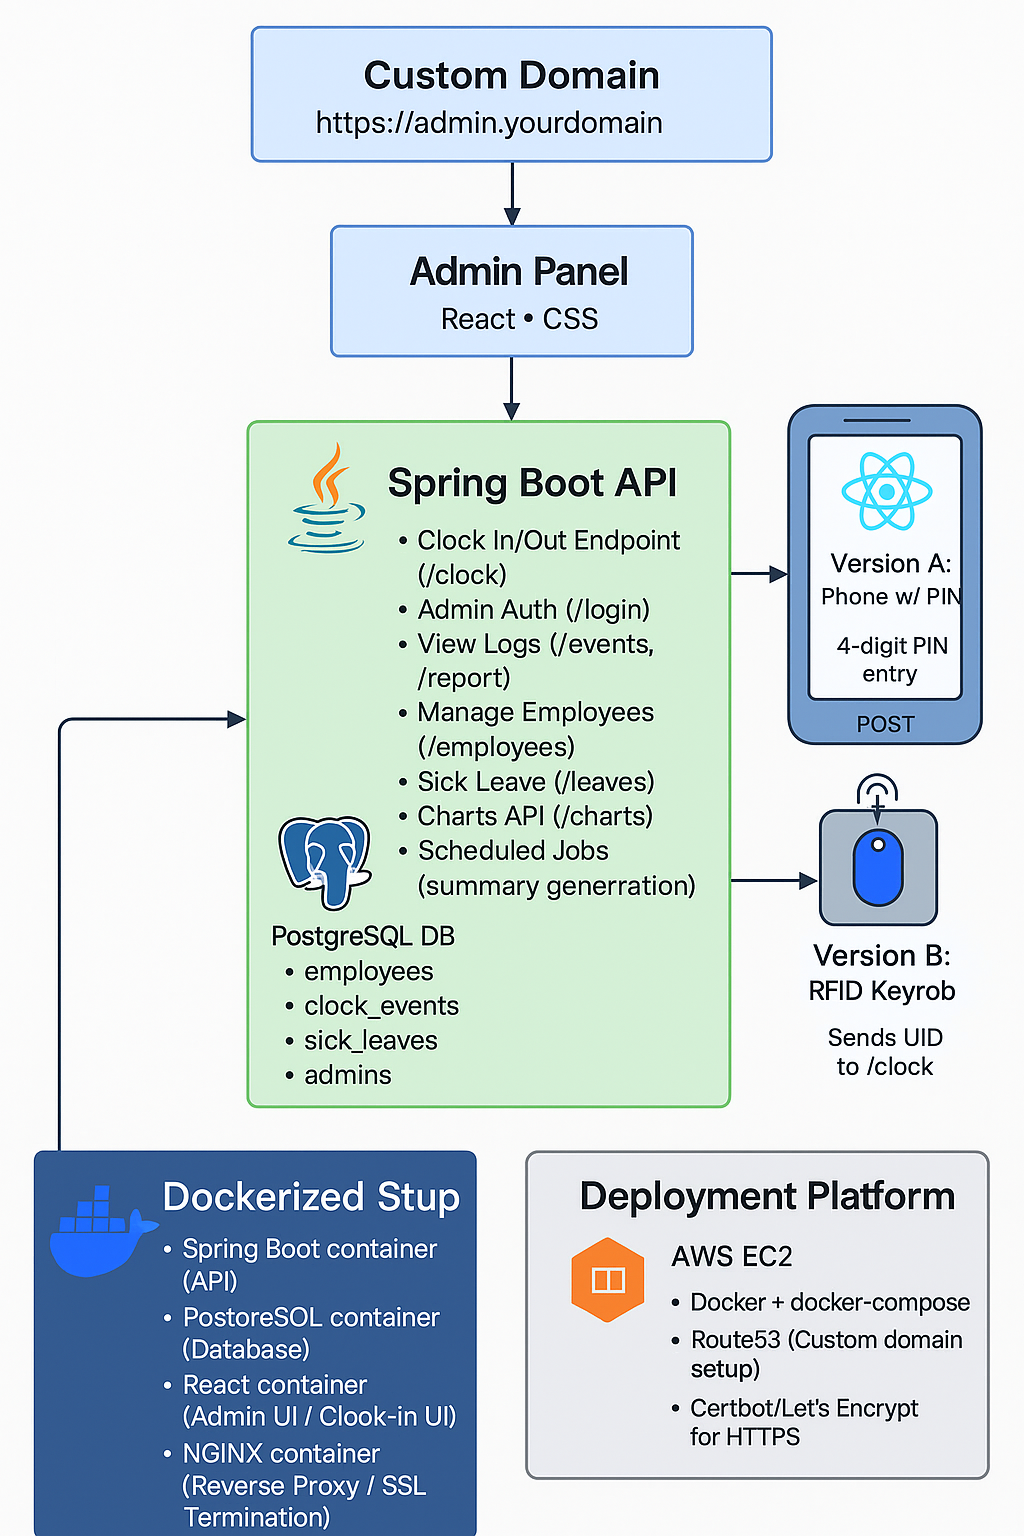 Custom Domain
https://admin.yourdomain
Admin Panel
React • CSS
Spring Boot API
• Clock In/Out Endpoint
(/clock)
• Admin Auth (/login)
• View Logs (/events,
/report)
• Manage Employees
(/employees)
• Sick Leave (/leaves)
• Charts API (/charts)
• Scheduled Jobs
(summary generration)
PostgreSQL DB
• employees
• clock_events
• sick_leaves
• admins
Version A:
Phone w/ PIN
4-digit PIN
entry
POST
Version B:
RFID Keyrob
Sends UID
to /clock
Dockerized Stup
• Spring Boot container
(API)
• PostoreSOL container
(Database)
• React container
(Admin UI / Clook-in UI)
• NGINX container
(Reverse Proxy / SSL
Termination)
Deployment Platform
AWS EC2
• Docker + docker-compose
• Route53 (Custom domain
setup)
• Certbot/Let's Encrypt
for HTTPS